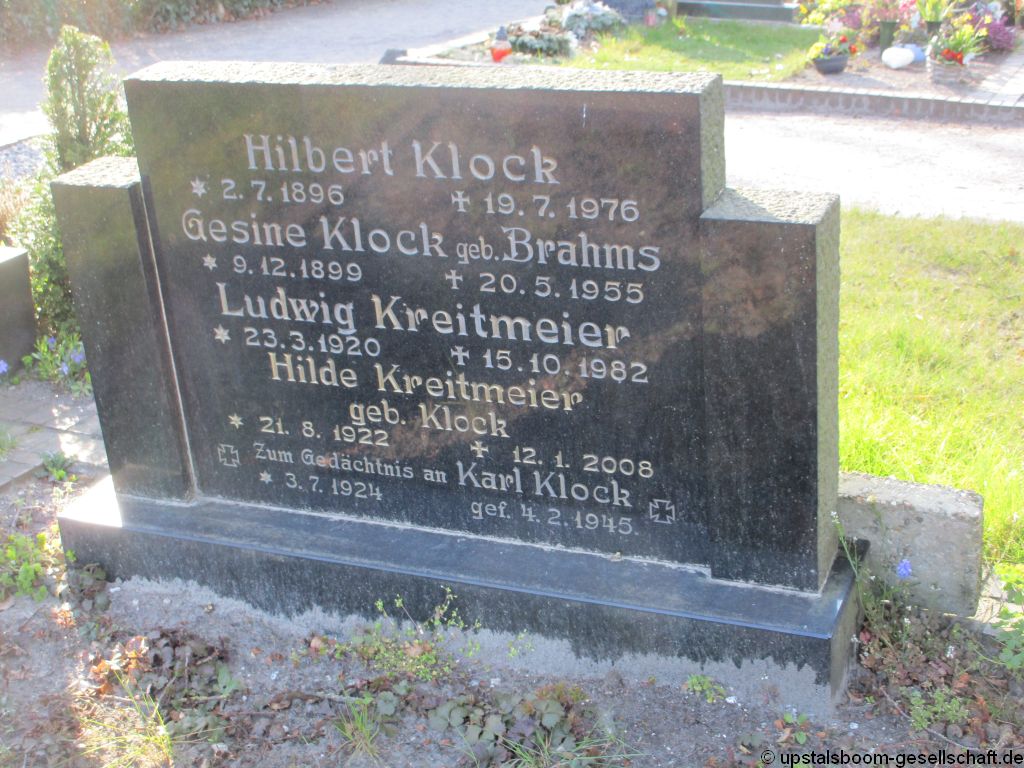 Hilbert Klock
* 2. 7. 1896 † 19. 7. 1976
Gesine Klock geb. Brahms
* 9. 12. 1899 † 20. 5. 1955
Ludwig Kreitmeier
* 23. 3. 1920 † 15. 10. 1982
Hilde Kreitmeier
geb. Klock
* 21. 8. 1922 † 12. 1. 2008
Zum Gedächtnis an Karl Klock
* 3. 7. 1924 gef. 4. 2. 1945.
© upstalsboom-gesellschaft.de